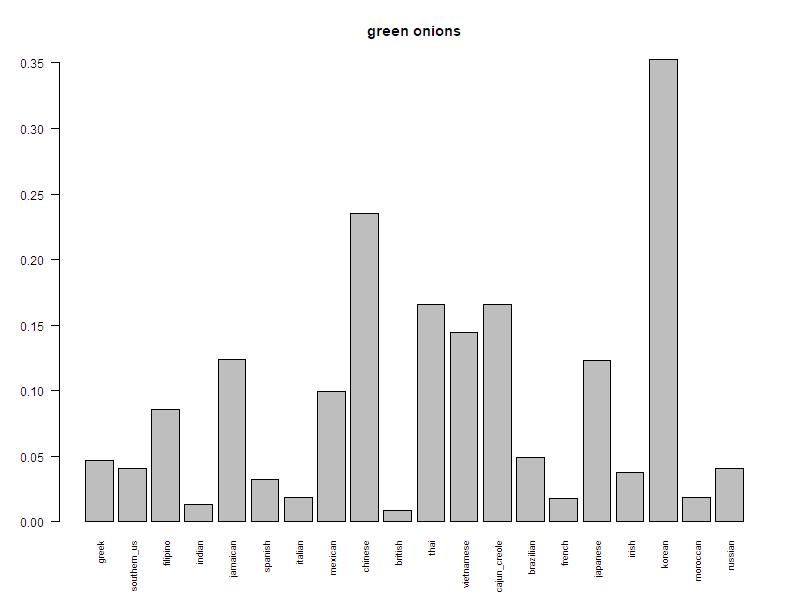 green onions
0.35
0.30
0.25
0.20
0.15
0.10
0.05
0.00
greek
southern_us
filipino
indian
jamaican
spanish
italian
mexican
chinese
british
thai
vietnamese
cajun_creole
brazilian
french
japanese
irish
korean
moroccan
russian